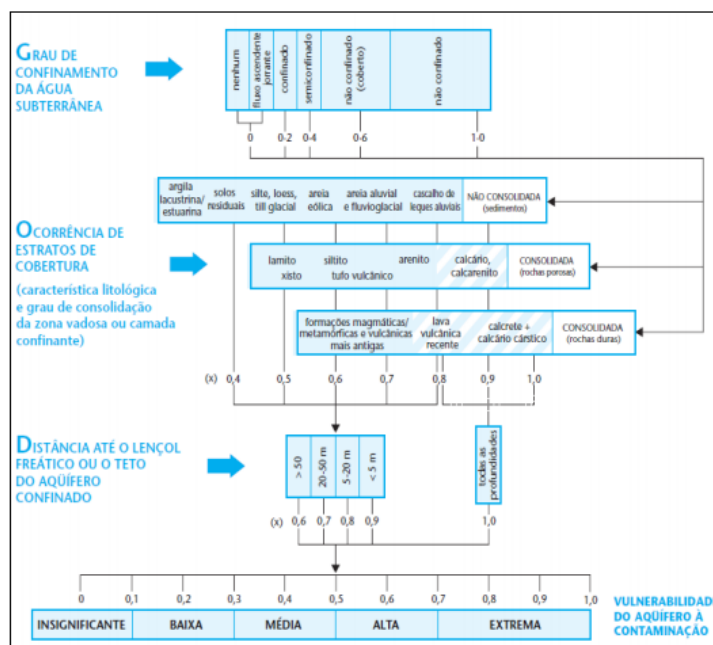 GRAU DE
CONFINAMENTO
DA ÁGUA
SUBTERRÂNEA
nenhum
fluxo ascendente
jorrante
confinado
semiconfinado
não confinado
(coberto)
não confinado
0
0-2
0-4
0-6
1-0
argila
lacustrina/
estuarina
solos
residuais
silte, loess,
till glacial
areia
eólica
areia aluvial
e fluvioglacial
cascalho de
leques aluviais
NÃO CONSOLIDADA
(sedimentos)
OCORRÊNCIA DE
ESTRATOS DE
COBERTURA
(característica litológica
e grau de consolidação
da zona vadosa ou camada
confinante)
lamito
xisto
siltito
tufo vulcânico
arenito
calcário,
calcarenito
CONSOLIDADA
(rochas porosas)
formações magmáticas/
metamórficas e vulcânicas
mais antigas
lava
vulcânica
recente
calcrete +
calcário cárstico
CONSOLIDADA
(rochas duras)
(x) 0,4 0,5 0,6 0,7 0,8 0,9 1,0
DISTÂNCIA ATÉ O LENÇOL
FREÁTICO OU O TETO
DO AQÜÍFERO
CONFINADO
> 50
20-50 m
5-20 m
< 5 m
todas as
profundidades
(x) 0,6 0,7 0,8 0,9 1,0
0 0,1 0,2 0,3 0,4 0,5 0,6 0,7 0,8 0,9 1,0
INSIGNIFICANTE BAIXA MÉDIA ALTA EXTREMA
VULNERABILIDAD
DO AQÜÍFERO À
CONTAMINAÇÃO